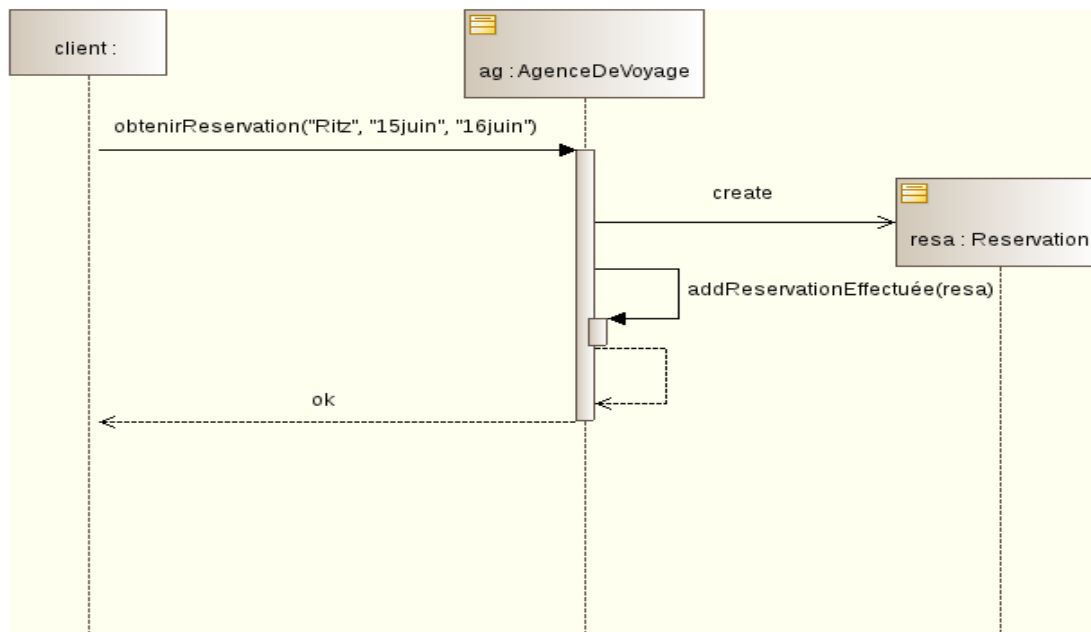 client :
ag : AgenceDeVoyage
obtenirReservation("Ritz", "15juin", "16juin")
create
resa : Reservation
addReservationEffectuée(resa)
ok